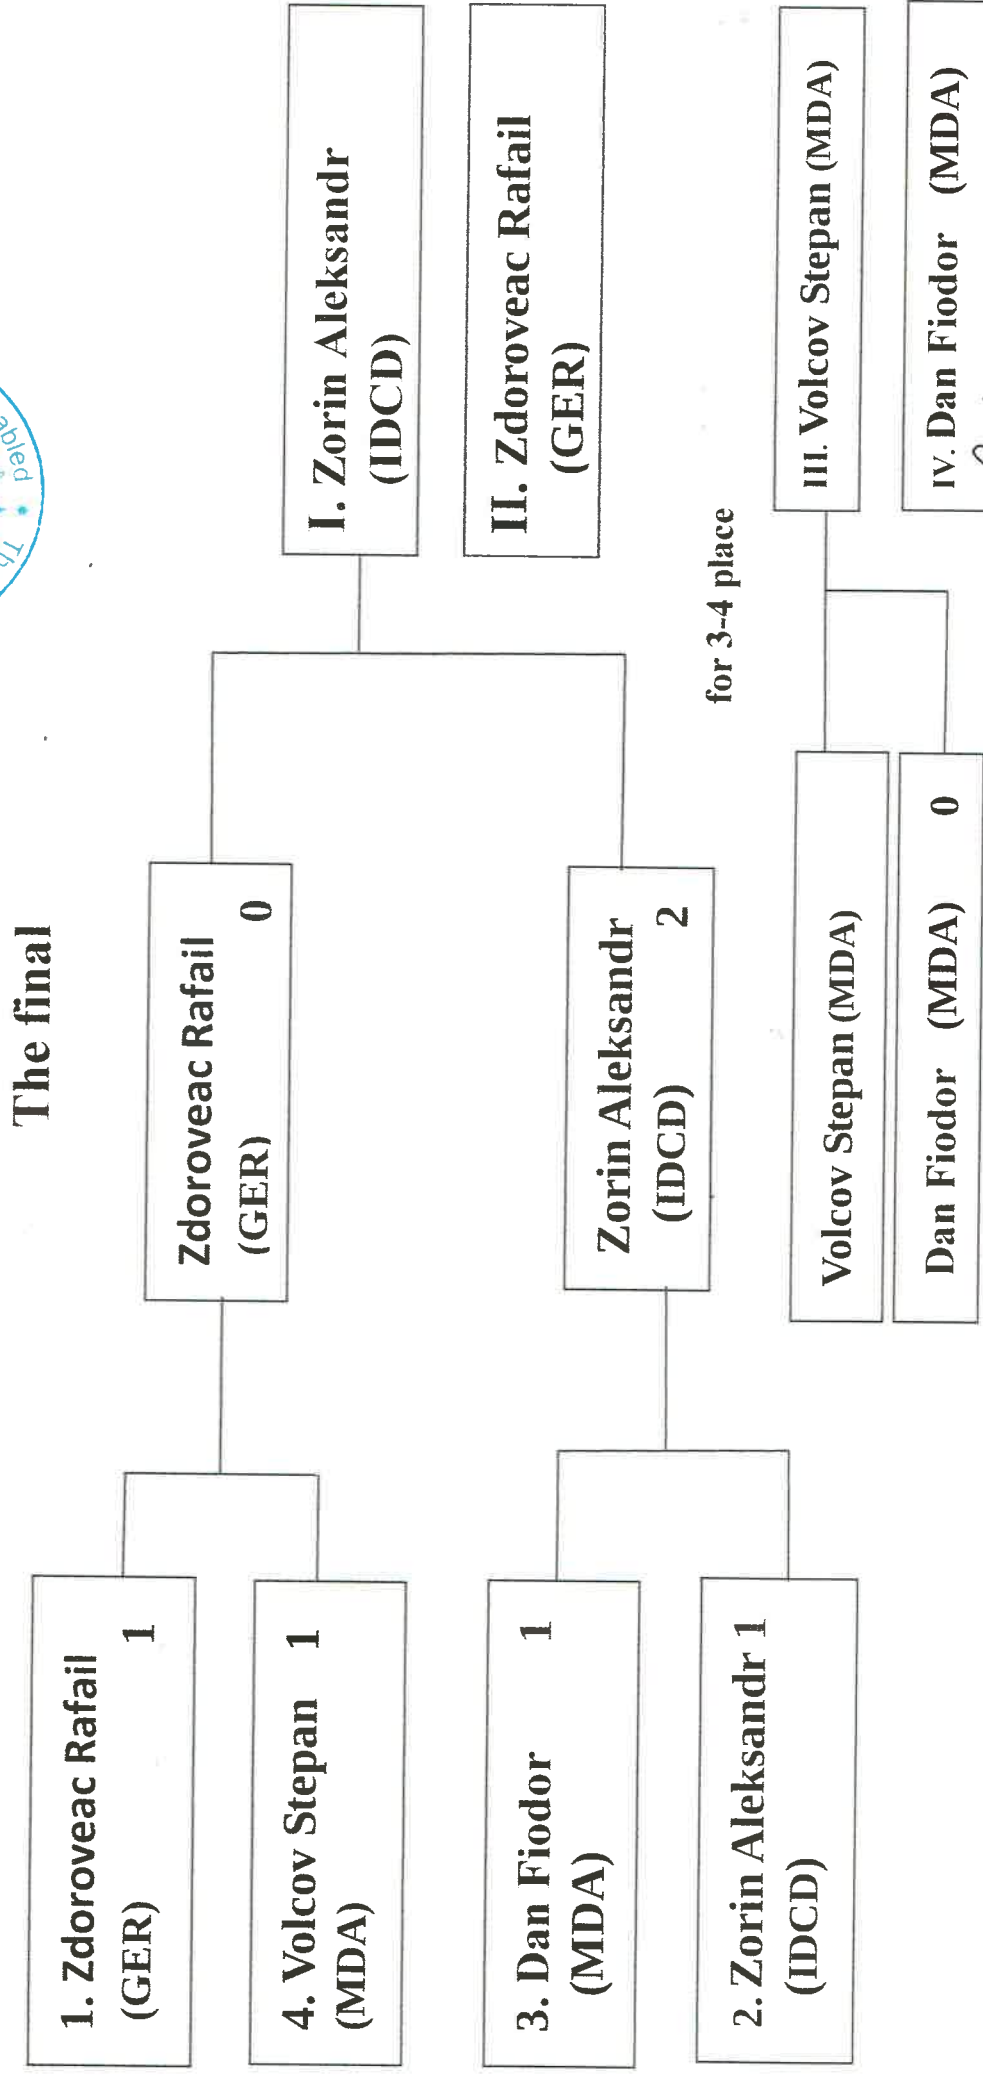 abled
Th
The final
1. Zdoroveac Rafail
(GER) 1
4. Volcov Stepan 1
(MDA)
3. Dan Fiodor 1
(MDA)
2. Zorin Aleksandr 1
(IDCD)
Zdoroveac Rafail
(GER) 0
Zorin Aleksandr
(IDCD) 2
I. Zorin Aleksandr
(IDCD)
II. Zdoroveac Rafail
(GER)
for 3-4 place
Volcov Stepan (MDA)
Dan Fiodor (MDA) 0
III. Volcov Stepan (MDA)
IV. Dan Fiodor (MDA)